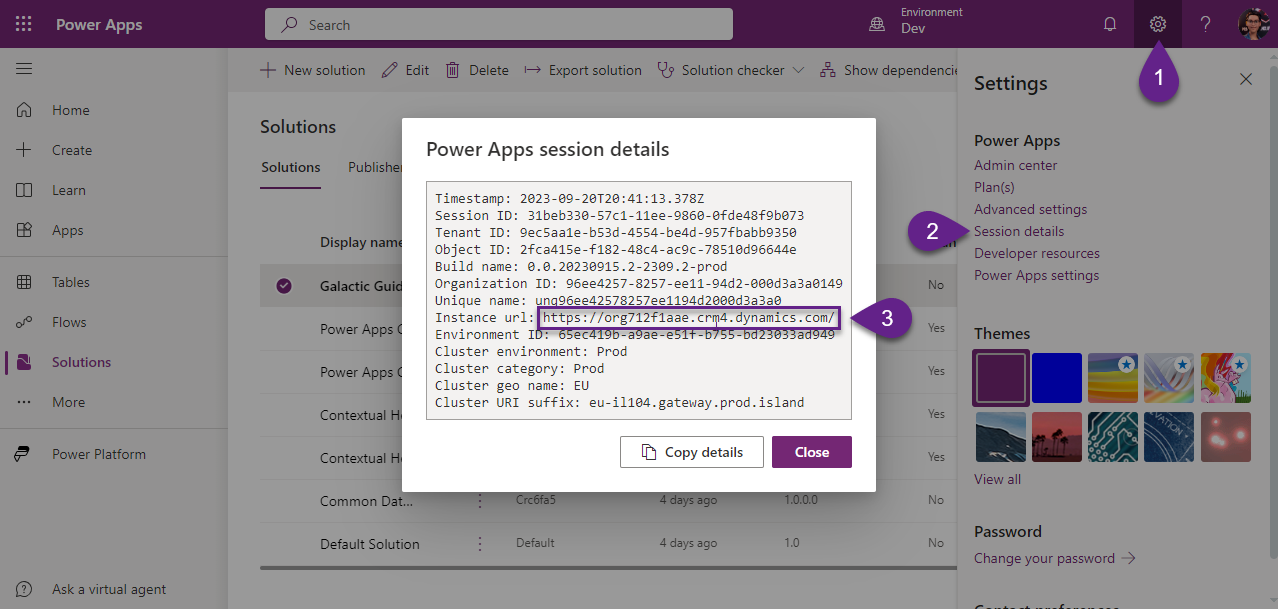 Power Apps
Search
Environment
Dev
?
1
New solution
Edit
Delete
Export solution
Solution checker
Show dependencie
Home
Create
Learn
Apps
Tables
Flows
Solutions
More
Power Platform
Ask a virtual agent
Solutions
Solutions
Publisher
Display name
Galactic Guid
No
Power Apps C
Yes
Power Apps C
Yes
Contextual He
Yes
Contextual He
Yes
Common Dat...
Crc6fa5
4 days ago
1.0.0.0
No
Default Solution
Default
4 days ago
1.0
No
Power Apps session details
Timestamp: 2023-09-20T20:41:13.378Z
Session ID: 31beb330-57c1-11ee-9860-0fde48f9b073
Tenant ID: 9ec5aa1e-b53d-4554-be4d-957fbabb9350
Object ID: 2fca415e-f182-48c4-ac9c-78510d96644e
Build name: 0.0.20230915.2-2309.2-prod
Organization ID: 96ee4257-8257-ee11-94d2-000d3a3a0149
Unique name: unq96ee42578257ee1194d2000d3a3a0
Instance url: https://org712f1aae.crm4.dynamics.com/
Environment ID: 65ec419b-a9ae-e51f-b755-bd23033ad949
Cluster environment: Prod
Cluster category: Prod
Cluster geo name: EU
Cluster URI suffix: eu-il104.gateway.prod.island
3
Copy details
Close
Settings
Power Apps
Admin center
Plan(s)
Advanced settings
2
Session details
Developer resources
Power Apps settings
Themes
View all
Password
Change your password
Contact preferences